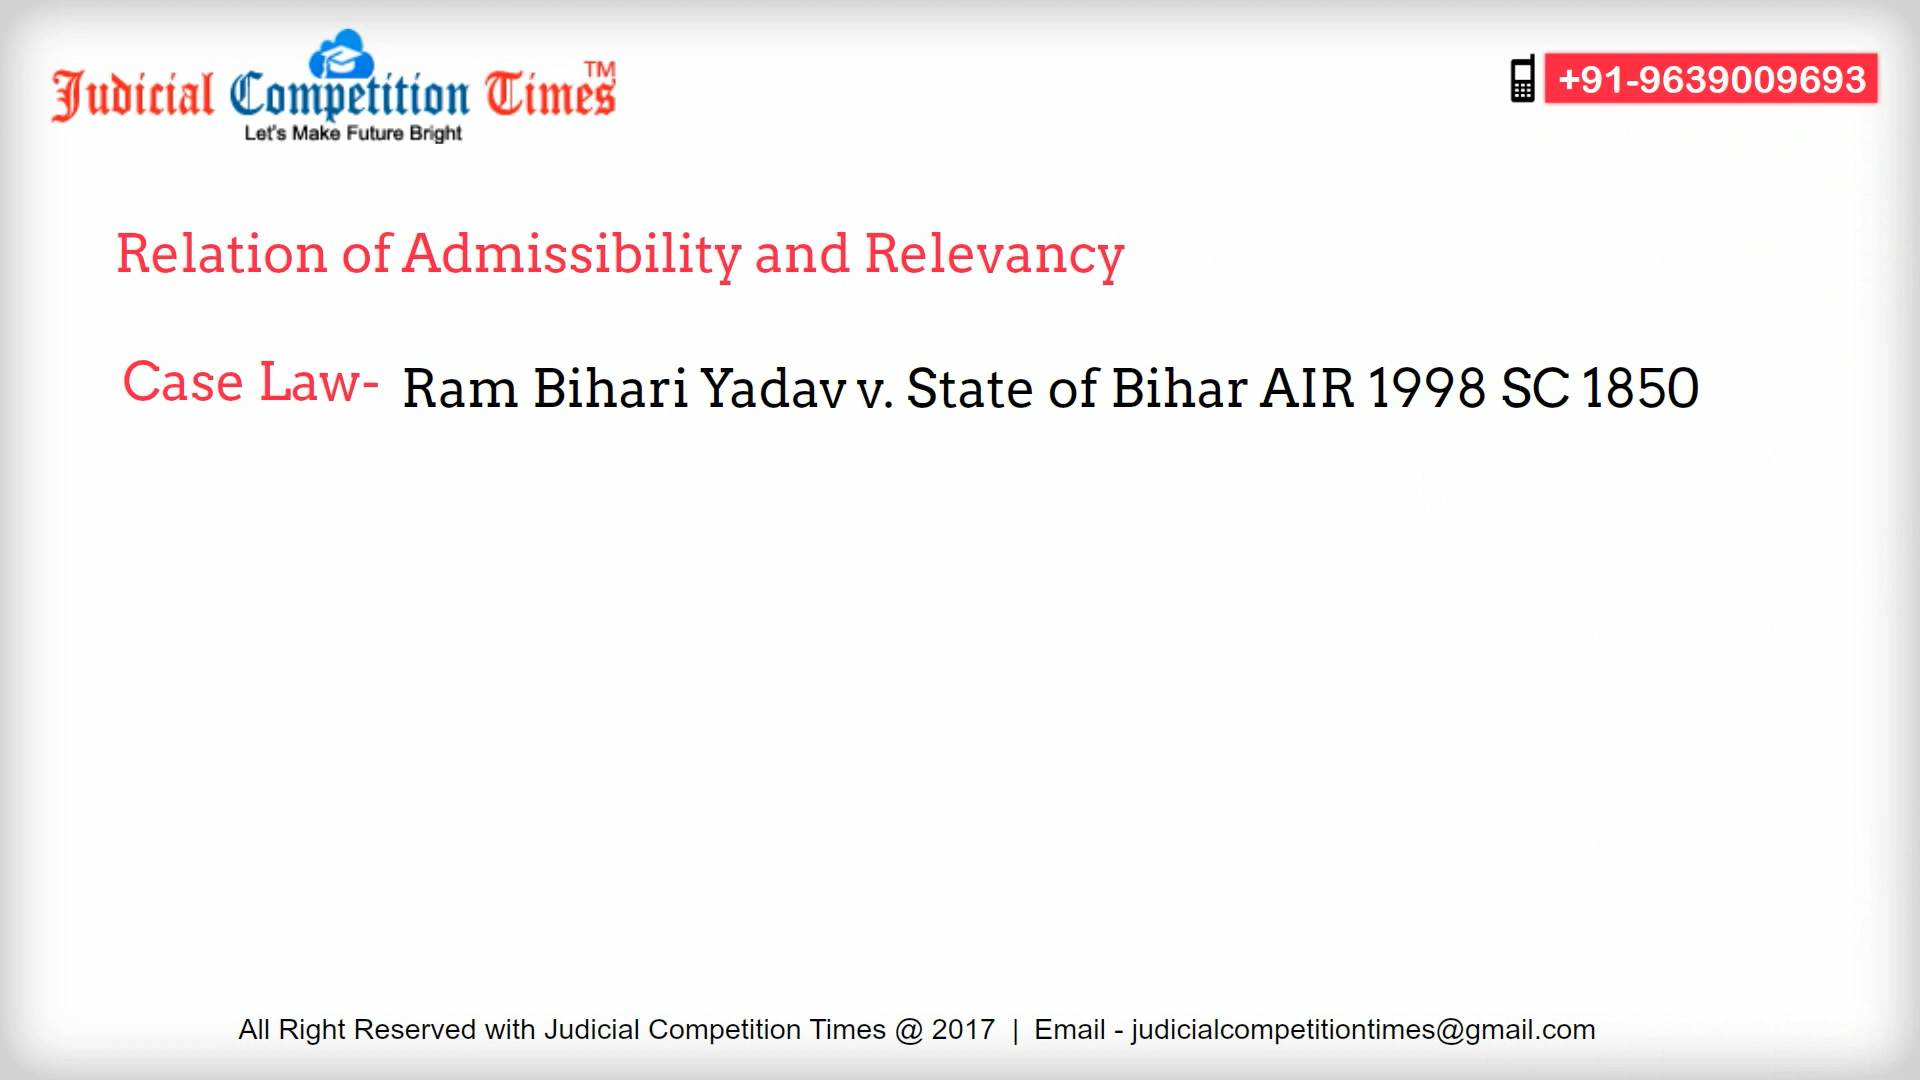 Judicial Competition Times TM
Let's Make Future Bright
+91-9639009693
Relation of Admissibility and Relevancy
Case Law- Ram Bihari Yadav v. State of Bihar AIR 1998 SC 1850
All Right Reserved with Judicial Competition Times @ 2017 | Email - judicialcompetitiontimes@gmail.com